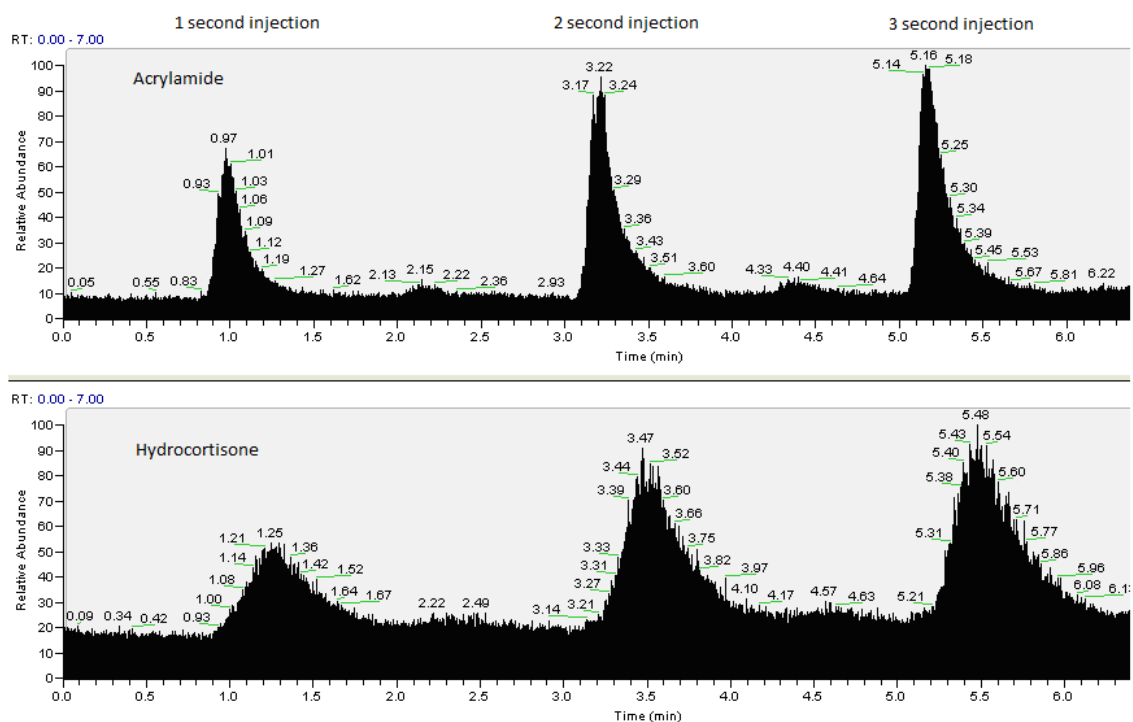 1 second injection 2 second injection 3 second injection
RT: 0.00 - 7.00
Acrylamide
Relative Abundance
100
90
80
70
60
50
40
30
20
10
0
0.05 0.55 0.83 0.93 0.97 1.01 1.03 1.06 1.09 1.12 1.19 1.27 1.62 2.13 2.15 2.22 2.36 2.93 3.17 3.22 3.24 3.29 3.36 3.43 3.51 3.60 4.33 4.40 4.41 4.64 5.14 5.16 5.18 5.25 5.30 5.34 5.39 5.45 5.53 5.67 5.81 6.22
0.0 0.5 1.0 1.5 2.0 2.5 3.0 3.5 4.0 4.5 5.0 5.5 6.0
Time (min)
RT: 0.00 - 7.00
Hydrocortisone
Relative Abundance
100
90
80
70
60
50
40
30
20
10
0
0.09 0.34 0.42 0.93 1.00 1.08 1.14 1.21 1.25 1.36 1.42 1.52 1.64 1.67 2.22 2.49 3.14 3.21 3.27 3.31 3.33 3.39 3.44 3.47 3.52 3.60 3.66 3.75 3.82 3.97 4.10 4.17 4.57 4.63 5.21 5.31 5.38 5.40 5.43 5.48 5.54 5.60 5.71 5.77 5.86 5.96 6.08
0.0 0.5 1.0 1.5 2.0 2.5 3.0 3.5 4.0 4.5 5.0 5.5 6.0
Time (min)